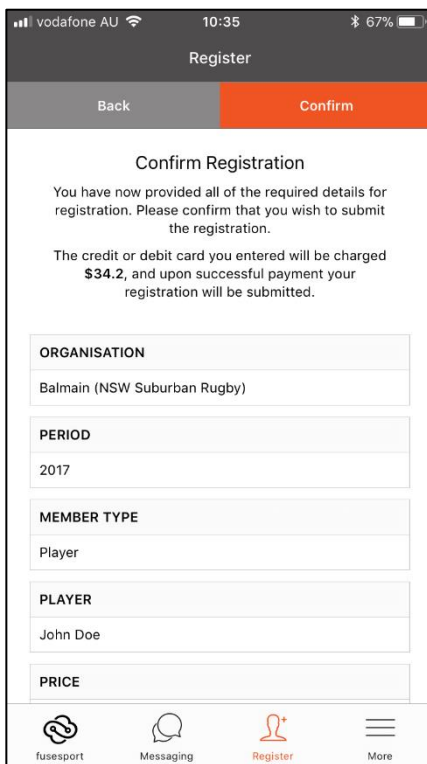 vodafone AU 10:35 67%
Register
Back Confirm
Confirm Registration
You have now provided all of the required details for
registration. Please confirm that you wish to submit
the registration.
The credit or debit card you entered will be charged
$34.2, and upon successful payment your
registration will be submitted.
ORGANISATION
Balmain (NSW Suburban Rugby)
PERIOD
2017
MEMBER TYPE
Player
PLAYER
John Doe
PRICE
fusesport Messaging Register More